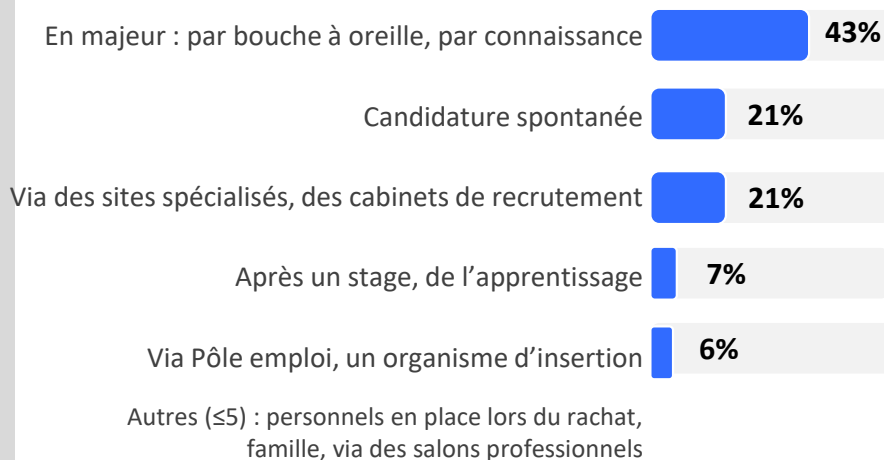 En majeur : par bouche à oreille, par connaissance 43%
Candidature spontanée 21%
Via des sites spécialisés, des cabinets de recrutement 21%
Après un stage, de l’apprentissage 7%
Via Pôle emploi, un organisme d’insertion 6%
Autres (≤5) : personnels en place lors du rachat,
famille, via des salons professionnels